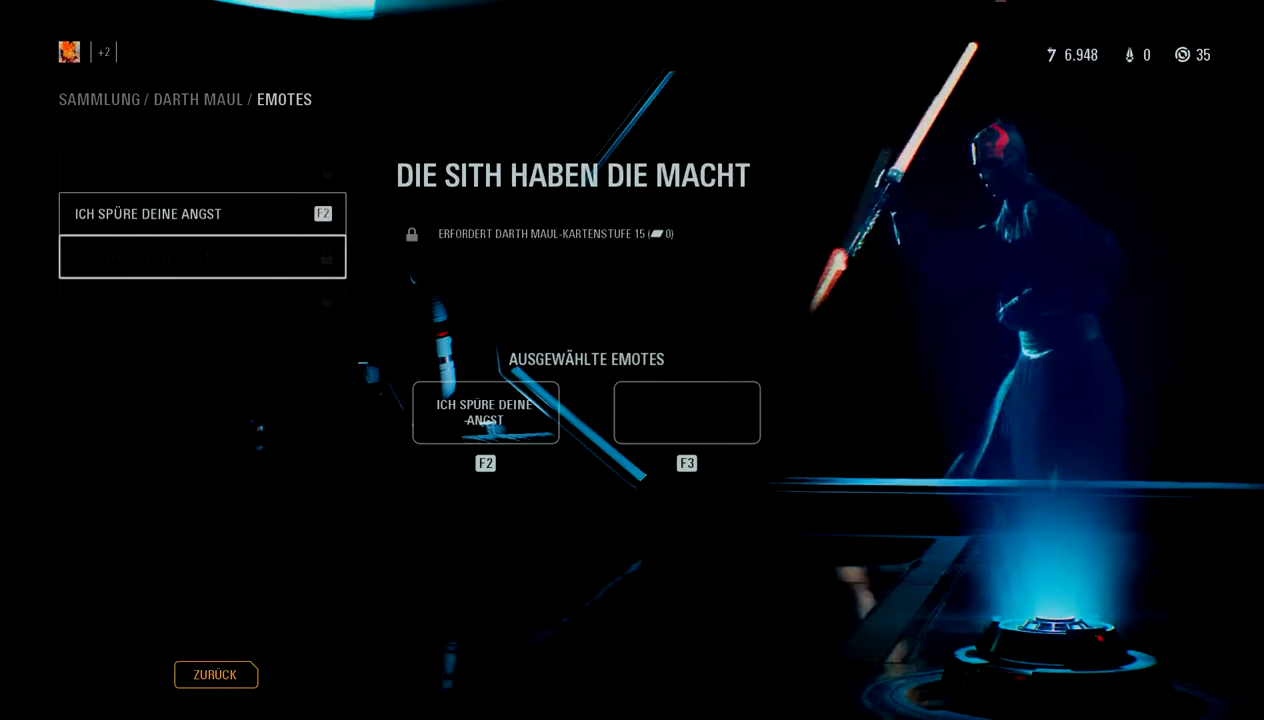 +2
6.948
0
35
SAMMLUNG / DARTH MAUL / EMOTES
DIE SITH HABEN DIE MACHT
ICH SPÜRE DEINE ANGST F2
ERFORDERT DARTH MAUL-KARTENSTUFE 15 (0)
AUSGEWÄHLTE EMOTES
ICH SPÜRE DEINE
ANGST
F2
F3
ZURÜCK